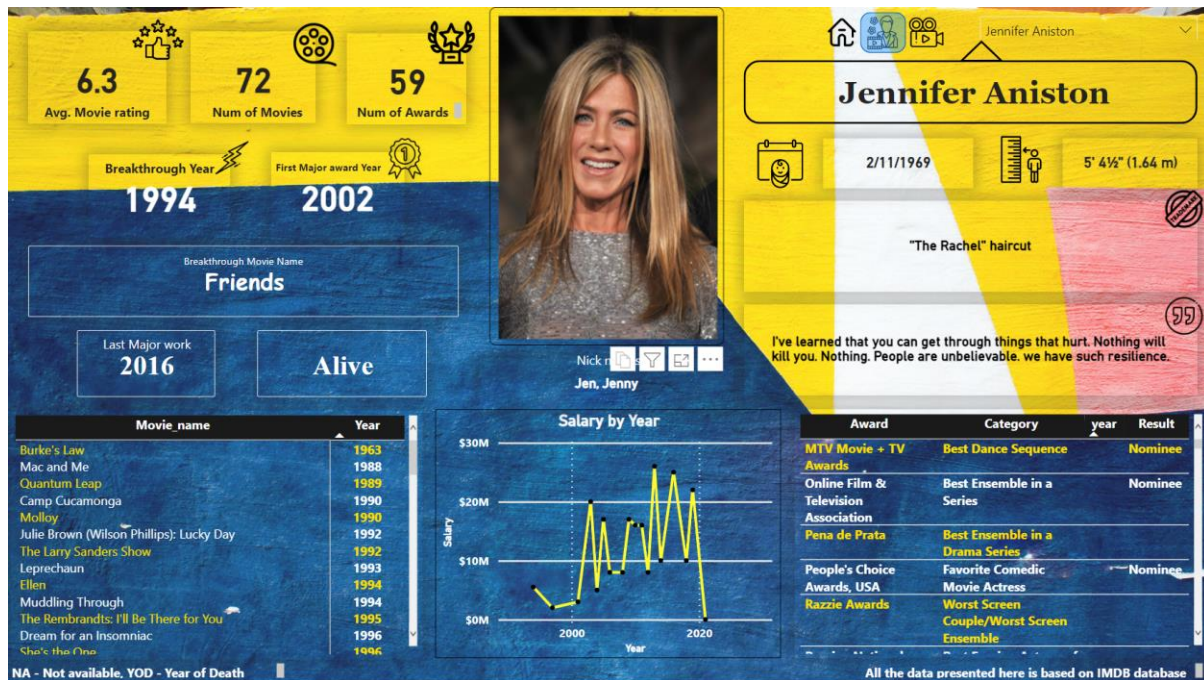 6.3
Avg. Movie rating
72
Num of Movies
59
Num of Awards
Jennifer Aniston
Jennifer Aniston
Breakthrough Year
1994
First Major award Year
1
2002
2/11/1969
5' 4½" (1.64 m)
"The Rachel" haircut
Breakthrough Movie Name
Friends
I've learned that you can get through things that hurt. Nothing will
kill you. Nothing. People are unbelievable. we have such resilience.
Last Major work
2016
Alive
Nick
Jen, Jenny
Movie_name Year
Burke's Law 1963
Mac and Me 1988
Quantum Leap 1989
Camp Cucamonga 1990
Molloy 1990
Julie Brown (Wilson Phillips): Lucky Day 1992
The Larry Sanders Show 1992
Leprechaun 1993
Ellen 1994
Muddling Through 1994
The Rembrandts: I'll Be There for You 1995
Dream for an Insomniac 1996
She's the One 1996
Salary by Year
$30M
$20M
$10M
$0M
Salary
2000 2020
Year
Award Category year Result
MTV Movie + TV Best Dance Sequence Nominee
Awards
Online Film & Best Ensemble in a Nominee
Television Series
Association
Pena de Prata Best Ensemble in a
Drama Series
People's Choice Favorite Comedic Nominee
Awards, USA Movie Actress
Razzie Awards Worst Screen
Couple/Worst Screen
Ensemble
NA - Not available, YOD - Year of Death
All the data presented here is based on IMDB database